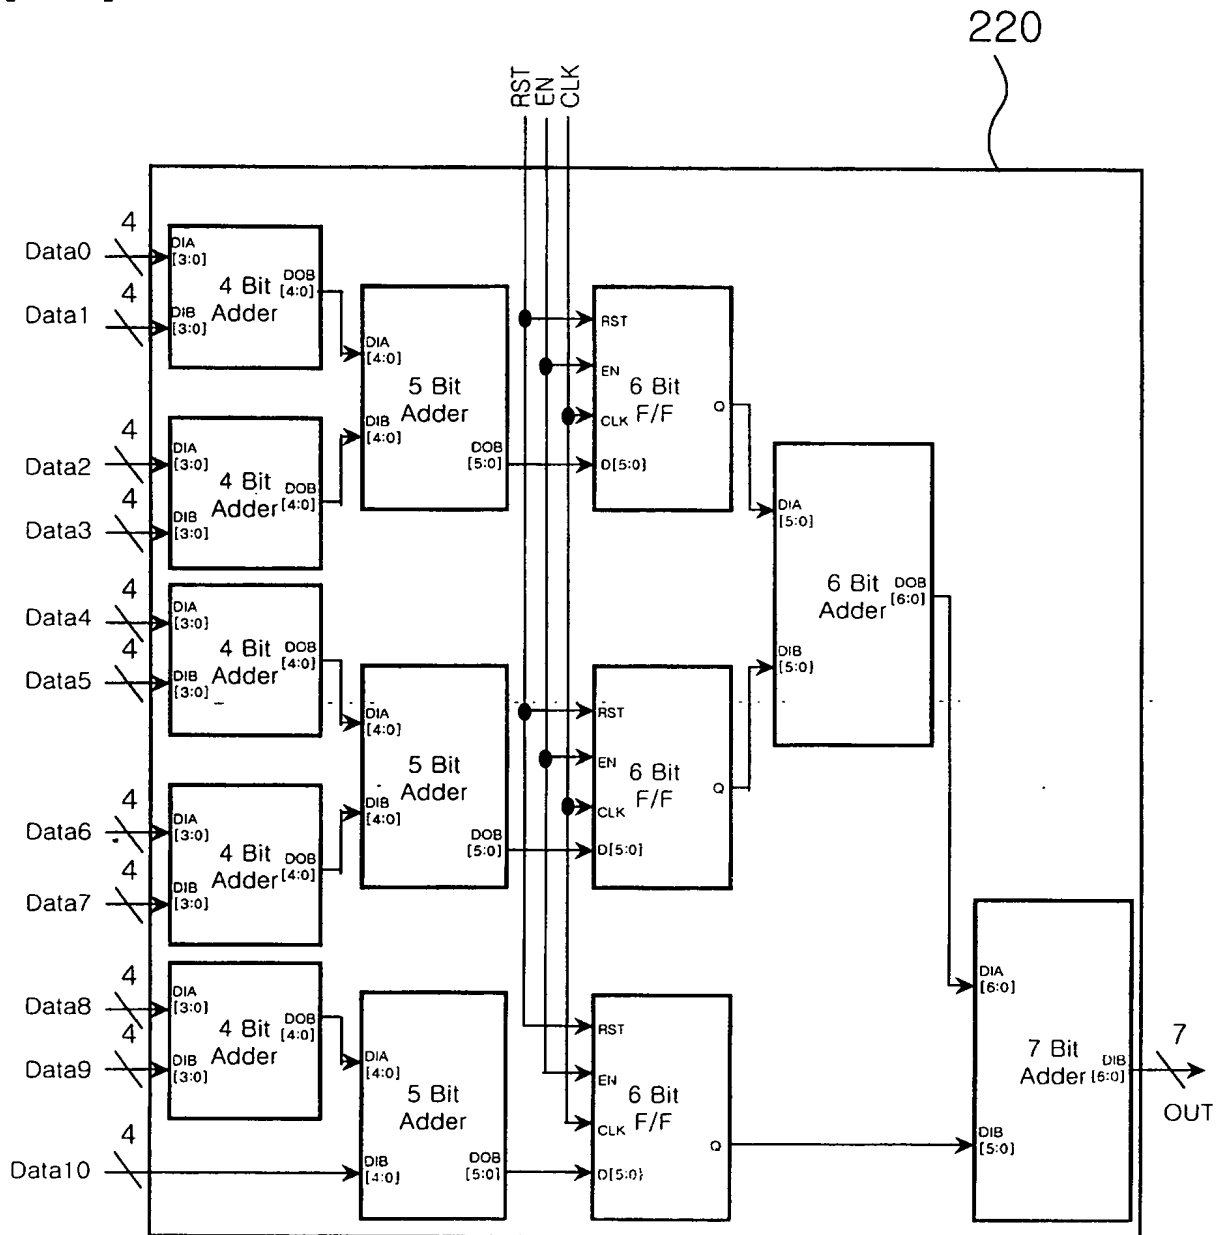 220
RST
EN
CLK
Data0
4
Data1
4
DIA
[3:0]
DIB
[3:0]
4 Bit
Adder
DOB
[4:0]
Data2
4
Data3
4
DIA
[3:0]
DIB
[3:0]
4 Bit
Adder
DOB
[4:0]
DIA
[4:0]
DIB
[4:0]
5 Bit
Adder
DOB
[5:0]
RST
EN
CLK
D[5:0}
6 Bit
F/F
Q
Data4
4
Data5
4
DIA
[3:0]
DIB
[3:0]
4 Bit
Adder
DOB
[4:0]
Data6
4
Data7
4
DIA
[3:0]
DIB
[3:0]
4 Bit
Adder
DOB
[4:0]
DIA
[4:0]
DIB
[4:0]
5 Bit
Adder
DOB
[5:0]
RST
EN
CLK
D[5:0}
6 Bit
F/F
Q
DIA
[5:0]
DIB
[5:0]
6 Bit
Adder
DOB
[6:0]
Data8
4
Data9
4
DIA
[3:0]
DIB
[3:0]
4 Bit
Adder
DOB
[4:0]
Data10
4
DIA
[4:0]
DIB
[4:0]
5 Bit
Adder
DOB
[5:0]
RST
EN
CLK
D[5:0}
6 Bit
F/F
Q
DIA
[6:0]
DIB
[5:0]
7 Bit
Adder
DIB
[6:0]
7
OUT